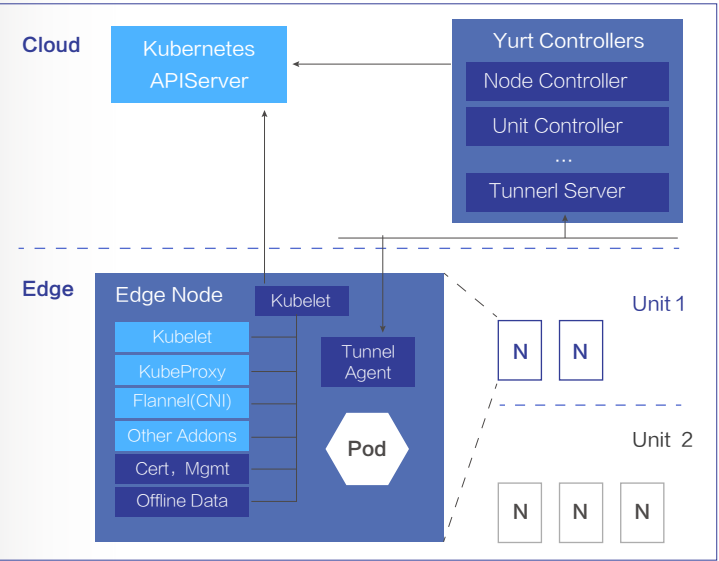 Cloud
Kubernetes
APIServer
Yurt Controllers
Node Controller
Unit Controller
...
Tunnerl Server
Edge
Edge Node
Kubelet
Kubelet
KubeProxy
Flannel(CNI)
Other Addons
Cert，Mgmt
Offline Data
Tunnel
Agent
Pod
Unit 1
N N
Unit 2
N N N